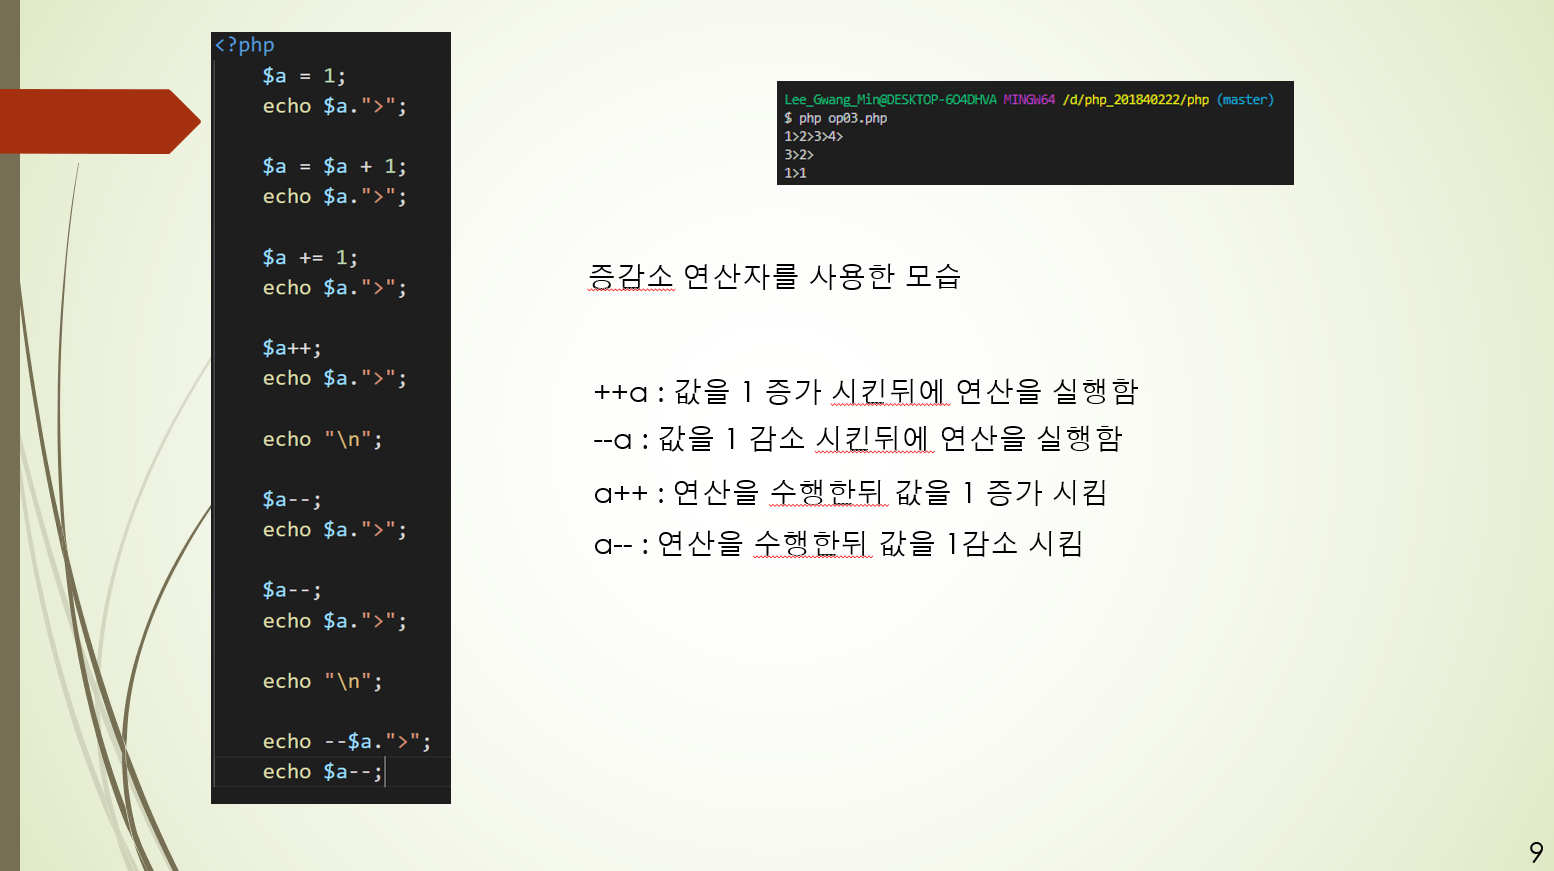 <?php
$a = 1;
echo $a.">";
$a = $a + 1;
echo $a.">";
$a += 1;
echo $a.">";
$a++;
echo $a.">";
echo "\n";
$a--;
echo $a.">";
$a--;
echo $a.">";
echo "\n";
echo --$a.">";
echo $a--;
Lee_Gwang_Min@DESKTOP-6O4DHVA MINGW64 /d/php_201840222/php (master)
$ php op03.php
1>2>3>4>
3>2>
1>1
증감소 연산자를 사용한 모습
++a : 값을 1 증가 시킨뒤에 연산을 실행함
--a : 값을 1 감소 시킨뒤에 연산을 실행함
a++ : 연산을 수행한뒤 값을 1 증가 시킴
a-- : 연산을 수행한뒤 값을 1감소 시킴
9